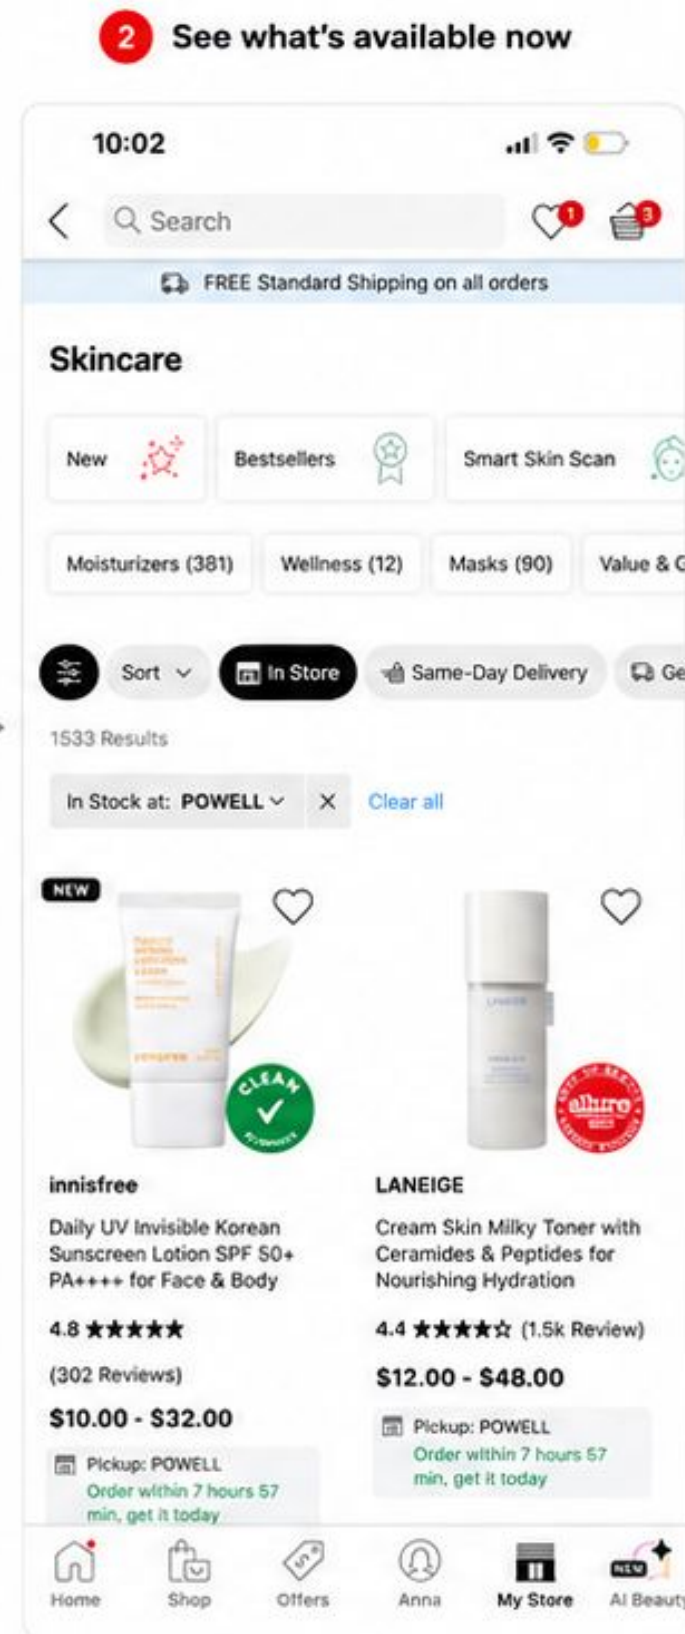 2 See what's available now
10:02
Search
1
3
FREE Standard Shipping on all orders
Skincare
New
Bestsellers
Smart Skin Scan
Moisturizers (381)
Wellness (12)
Masks (90)
Value & G
Sort
In Store
Same-Day Delivery
Ge
1533 Results
In Stock at: POWELL
Clear all
NEW
CLEAN
LANEIGE
allure
innisfree
Daily UV Invisible Korean
Sunscreen Lotion SPF 50+
PA++++ for Face & Body
4.8
(302 Reviews)
$10.00 - $32.00
Pickup: POWELL
Order within 7 hours 57
min, get it today
LANEIGE
Cream Skin Milky Toner with
Ceramides & Peptides for
Nourishing Hydration
4.4 (1.5k Review)
$12.00 - $48.00
Pickup: POWELL
Order within 7 hours 57
min, get it today
Home
Shop
Offers
Anna
My Store
NEW
AI Beauty